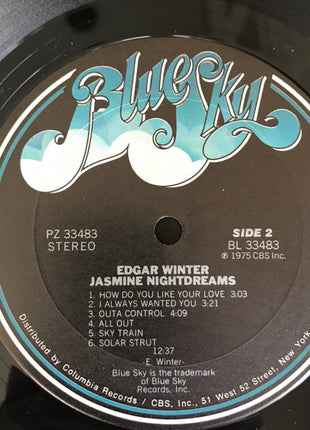 Blue Sky
PZ 33483
STEREO
SIDE 2
BL 33483
℗ 1975 CBS Inc.
EDGAR WINTER
JASMINE NIGHTDREAMS
1. HOW DO YOU LIKE YOUR LOVE 3:03
2. I ALWAYS WANTED YOU 3:21
3. OUTA CONTROL 4:09
4. ALL OUT
5. SKY TRAIN
6. SOLAR STRUT
12:37
-E. Winter-
Blue Sky is the trademark
of Blue Sky
Records, Inc.
Distributed by Columbia Records / CBS, Inc., 51 West 52 Street, New York